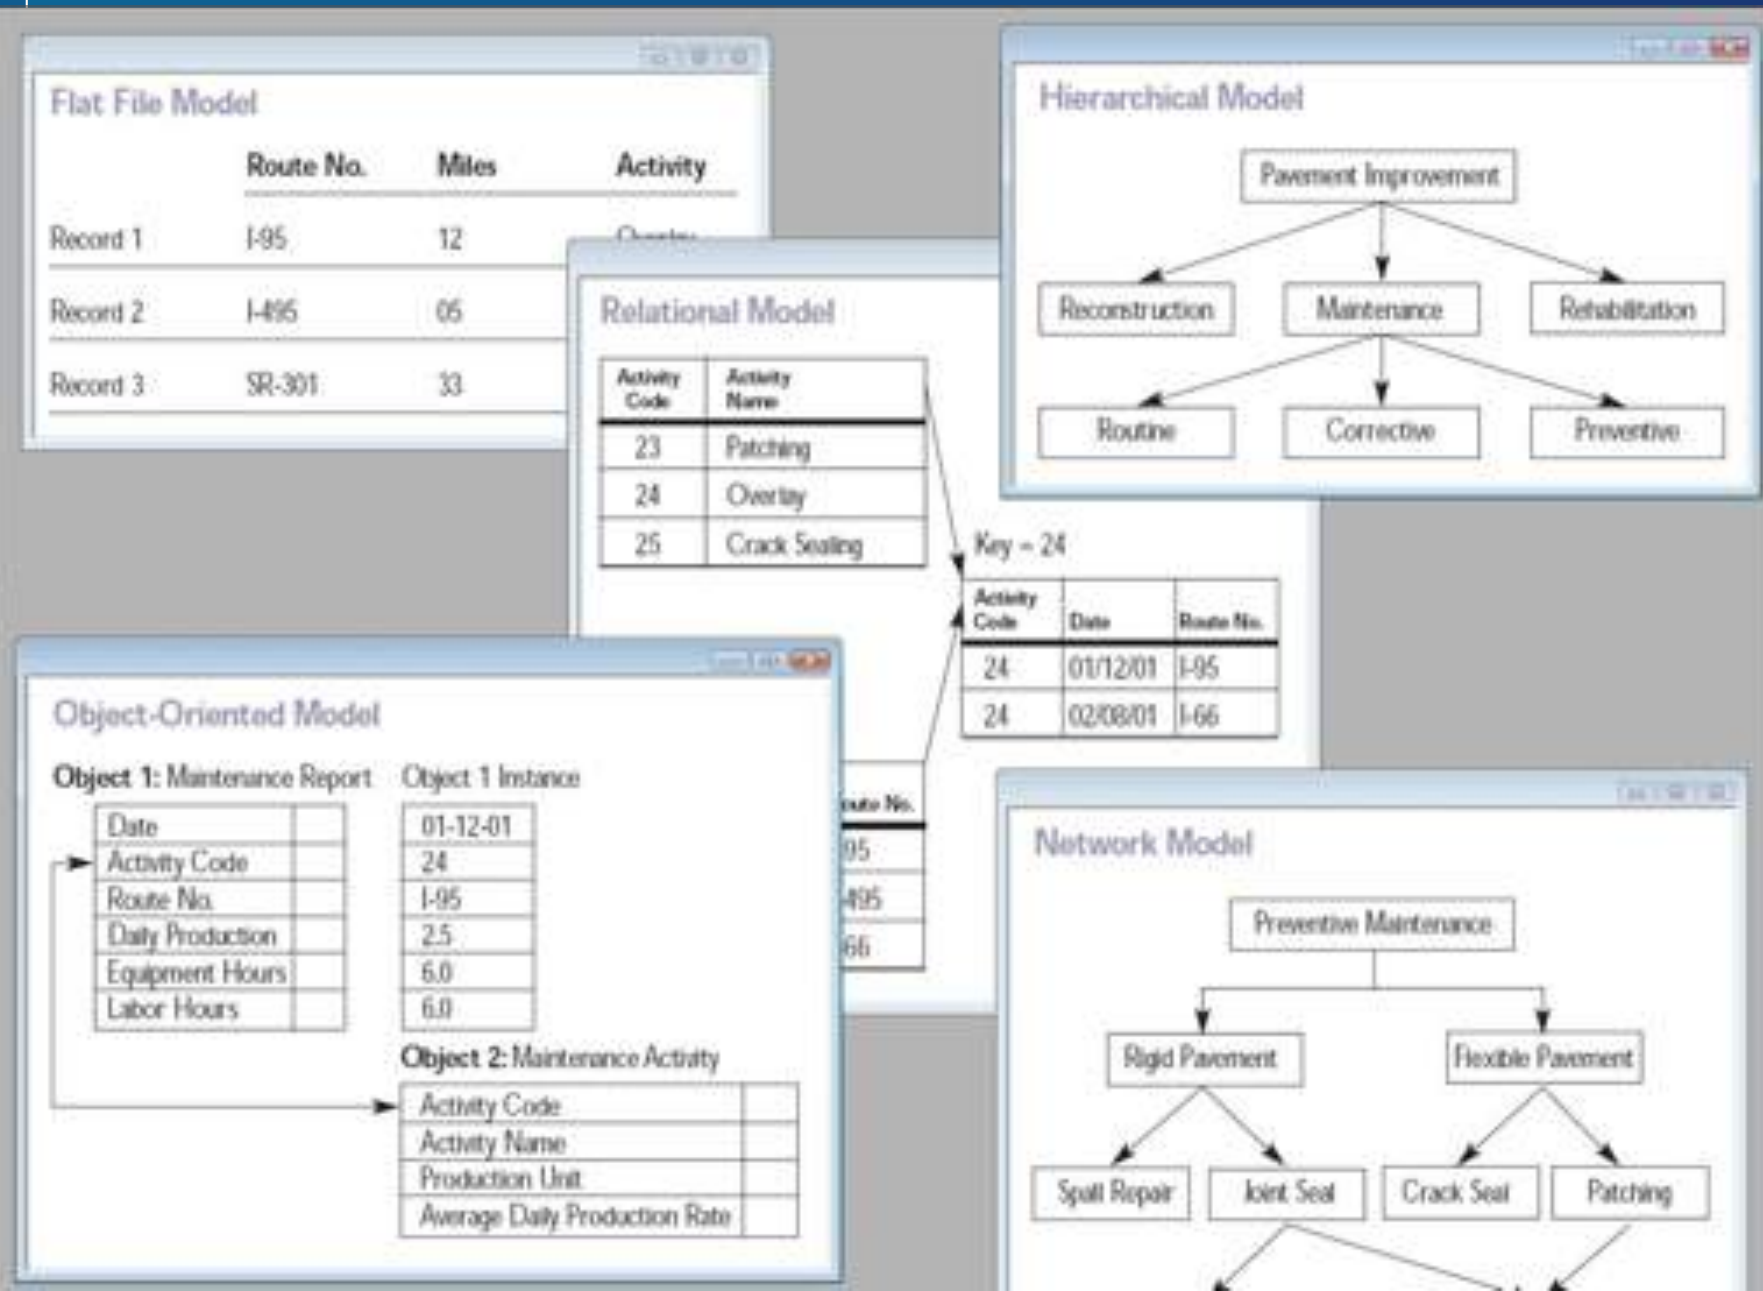 Flat File Model
Route No. Miles Activity
Record 1 I-95 12 Overlay
Record 2 I-495 05
Record 3 SR-301 33
Hierarchical Model
Pavement Improvement
Reconstruction Maintenance Rehabilitation
Routine Corrective Preventive
Relational Model
Activity Code Activity Name
23 Patching
24 Overlay
25 Crack Sealing
Key = 24
Activity Code Date Route No.
24 01/12/01 I-95
24 02/08/01 I-66
Route No.
95
495
66
Object-Oriented Model
Object 1: Maintenance Report Object 1 Instance
Date 01-12-01
Activity Code 24
Route No. I-95
Daily Production 2.5
Equipment Hours 6.0
Labor Hours 6.0
Object 2: Maintenance Activity
Activity Code
Activity Name
Production Unit
Average Daily Production Rate
Network Model
Preventive Maintenance
Rigid Pavement Flexible Pavement
Spall Repair Joint Seal Crack Seal Patching